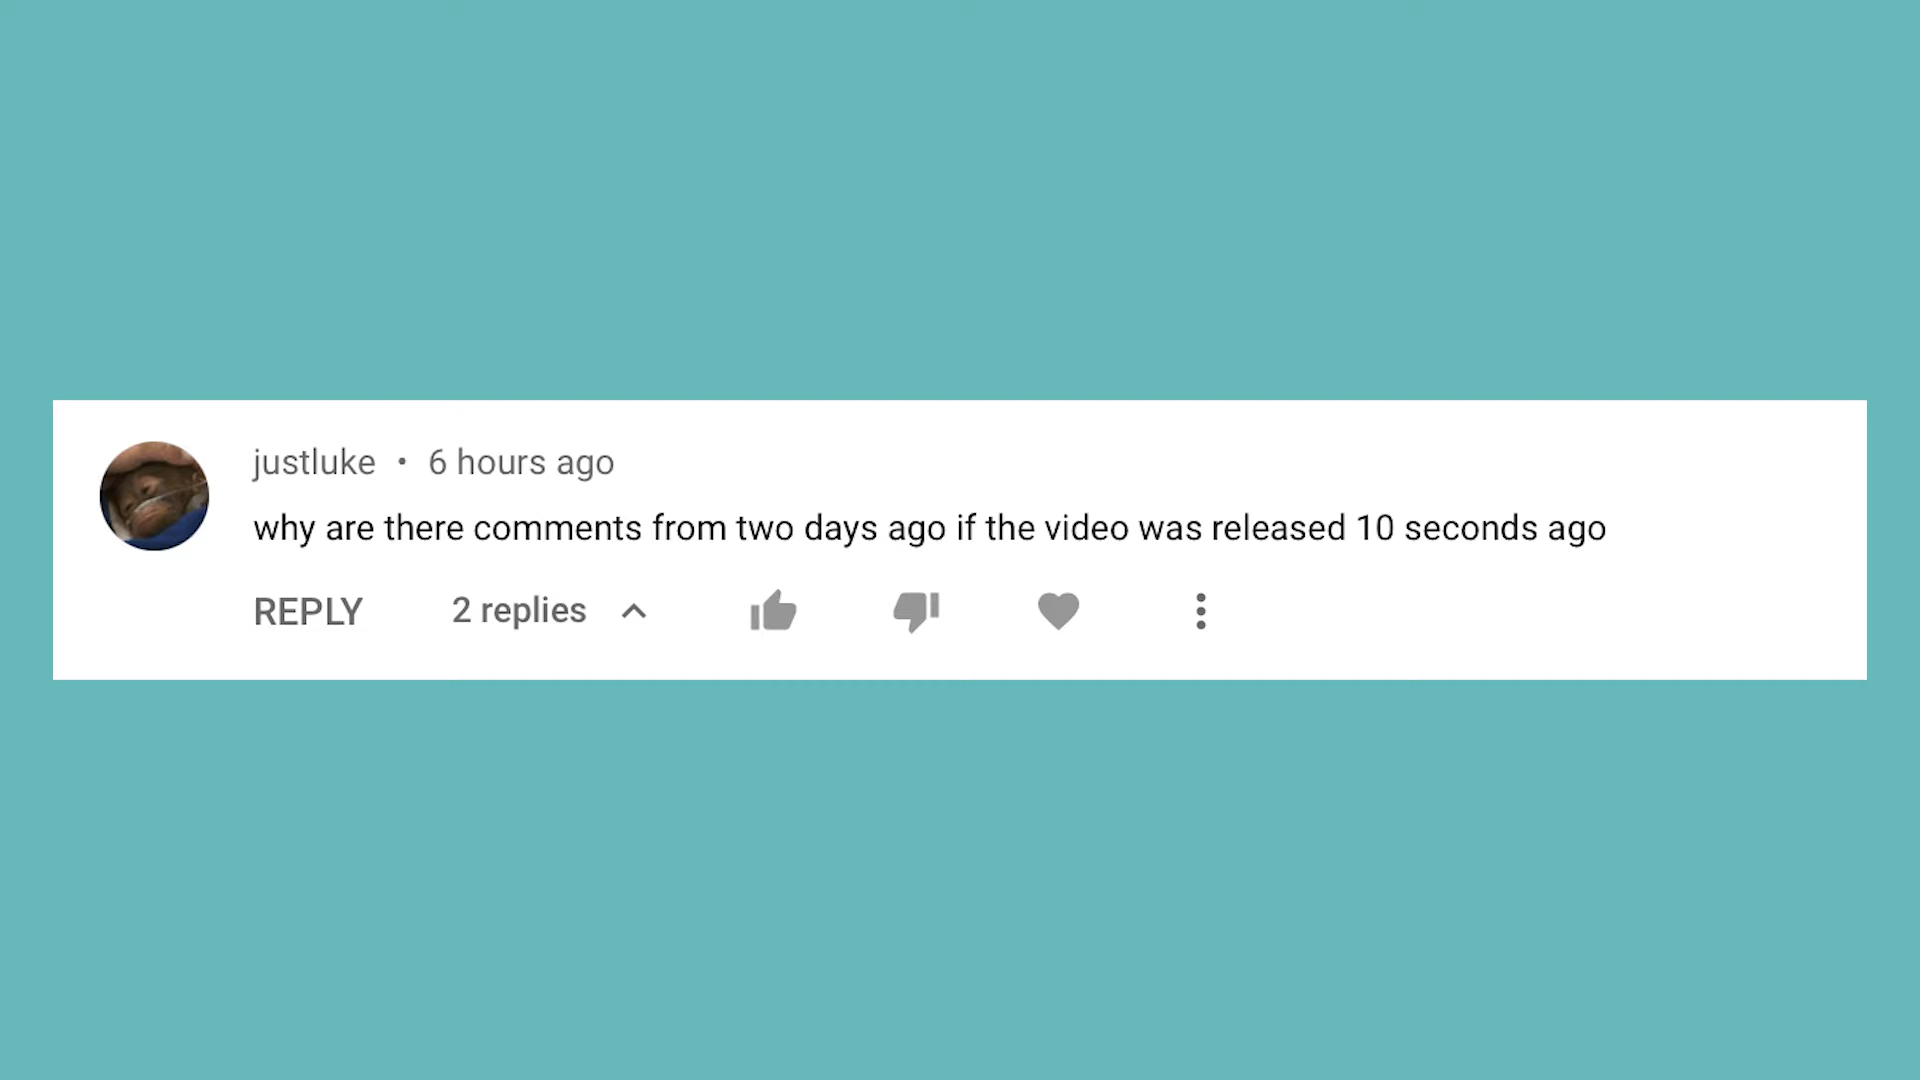 justluke • 6 hours ago
why are there comments from two days ago if the video was released 10 seconds ago
REPLY 2 replies